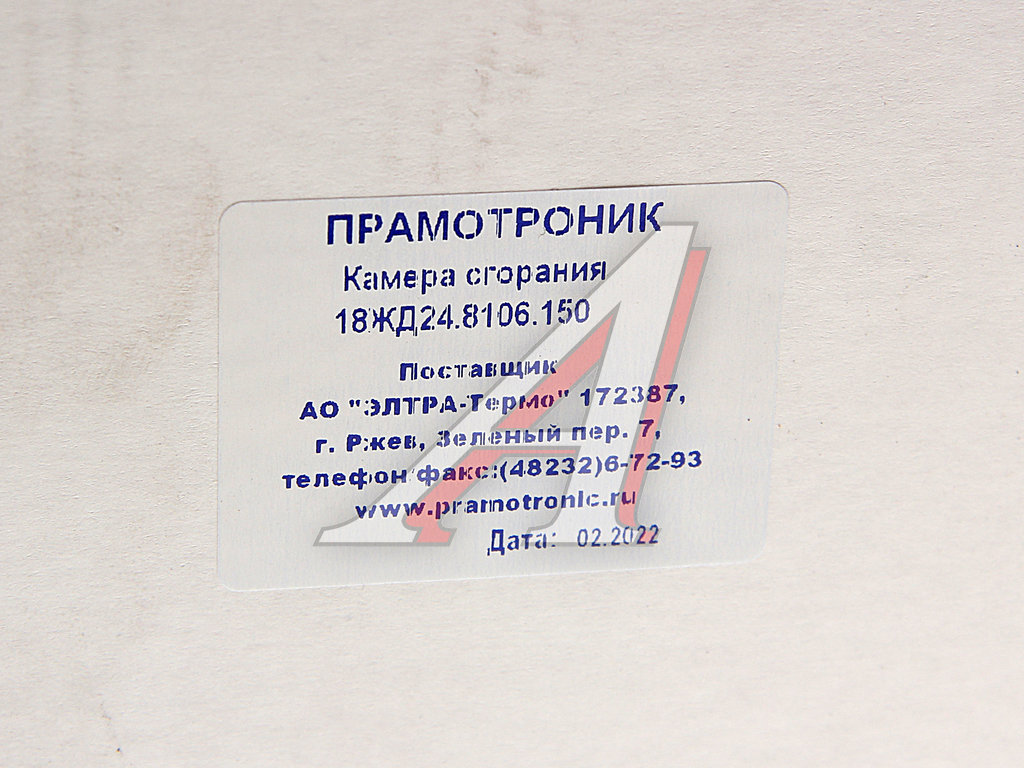 ПРАМОТРОНИК
Камера сгорания
18ЖД24.8106.150
Поставщик
АО "ЭЛТРА-Термо" 172387,
г. Ржев, Зеленый пер. 7,
телефон/факс:(48232)6-72-93
www.pramotronic.ru
Дата: 02.2022